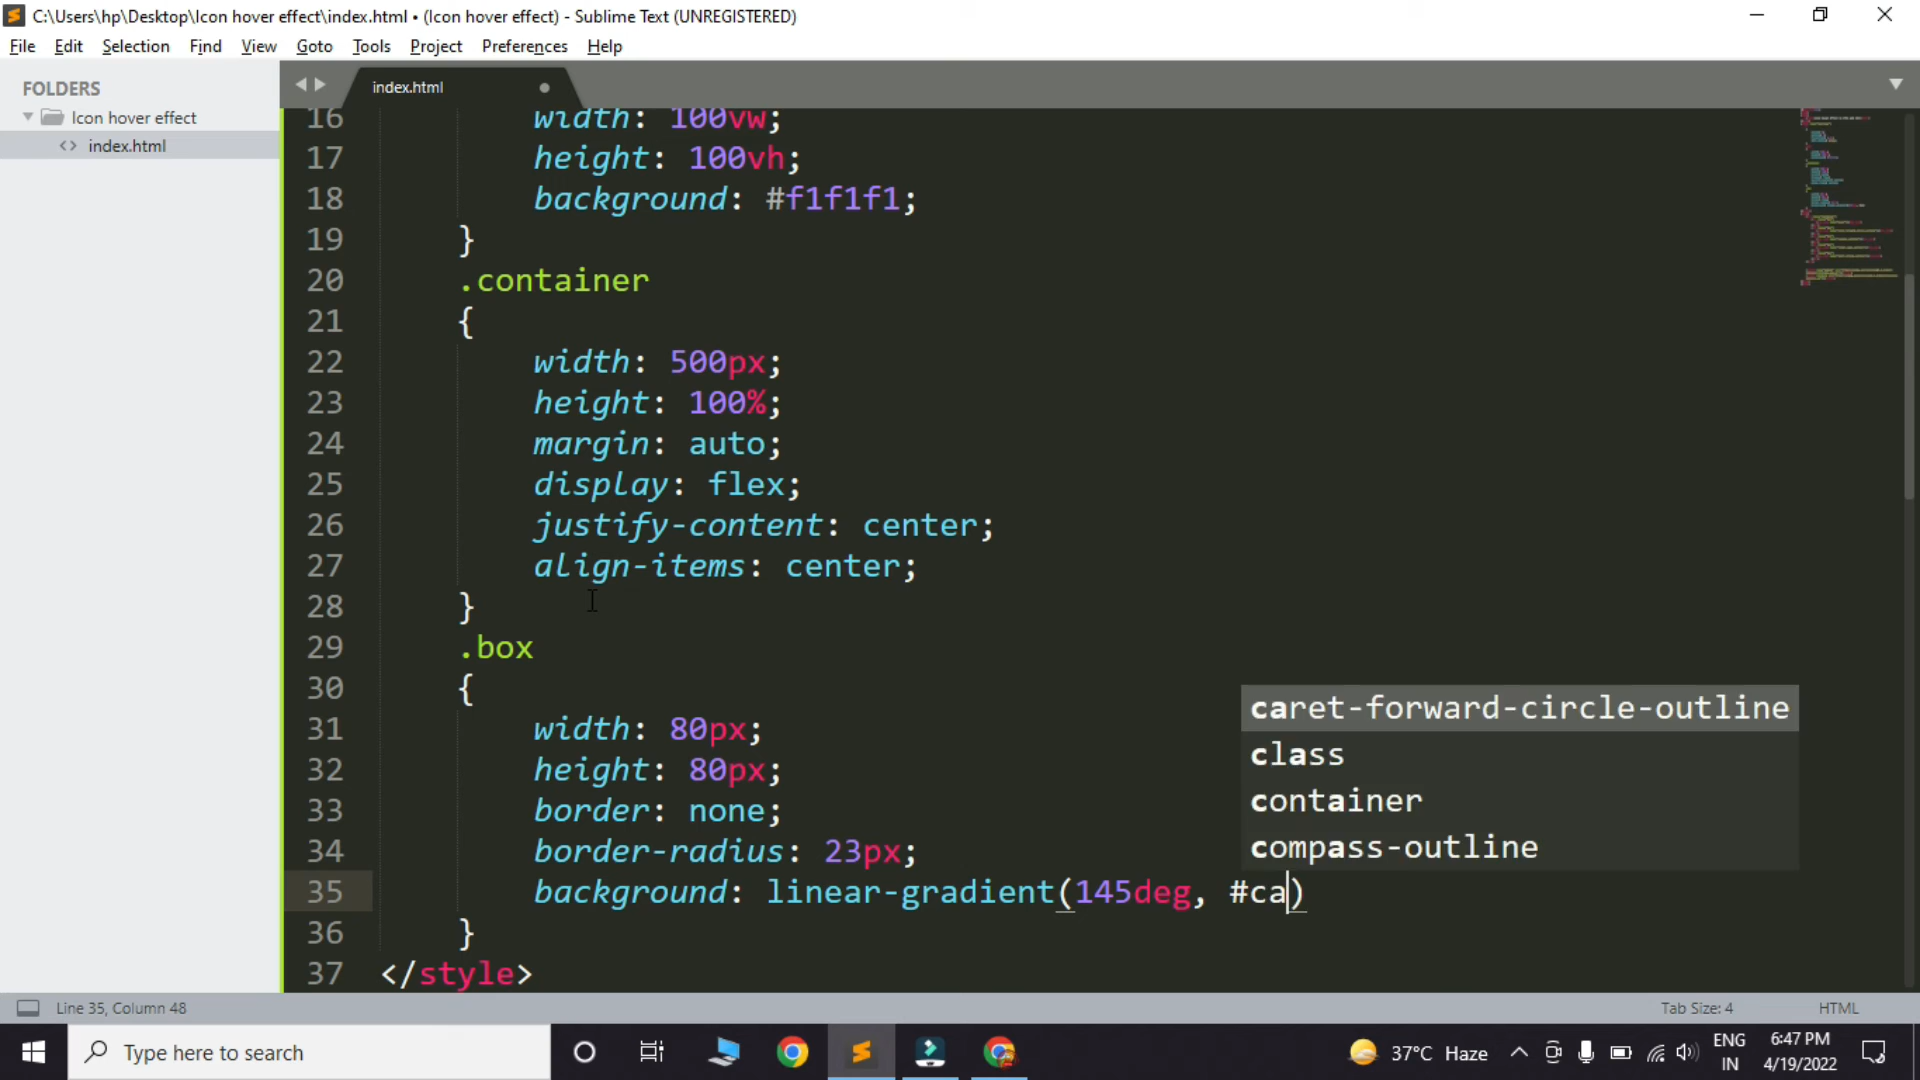 C:\Users\hp\Desktop\Icon hover effect\index.html • (Icon hover effect) - Sublime Text (UNREGISTERED)
File Edit Selection Find View Goto Tools Project Preferences Help
FOLDERS
Icon hover effect
<> index.html
index.html
16 width: 100vw;
17 height: 100vh;
18 background: #f1f1f1;
19 }
20 .container
21 {
22 width: 500px;
23 height: 100%;
24 margin: auto;
25 display: flex;
26 justify-content: center;
27 align-items: center;
28 }
29 .box
30 {
31 width: 80px;
32 height: 80px;
33 border: none;
34 border-radius: 23px;
35 background: linear-gradient(145deg, #ca)
36 }
37 </style>
caret-forward-circle-outline
class
container
compass-outline
Line 35, Column 48
Tab Size: 4
HTML
Type here to search
37°C Haze
ENG
IN
6:47 PM
4/19/2022